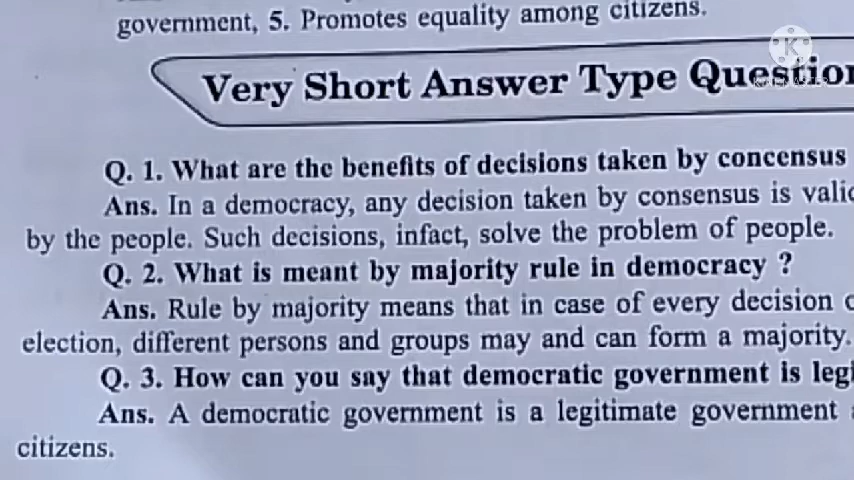 government, 5. Promotes equality among citizens.
K
Very Short Answer Type Question
Q. 1. What are the benefits of decisions taken by concensus
Ans. In a democracy, any decision taken by consensus is valid
by the people. Such decisions, infact, solve the problem of people.
Q. 2. What is meant by majority rule in democracy ?
Ans. Rule by majority means that in case of every decision
election, different persons and groups may and can form a majority.
Q. 3. How can you say that democratic government is
Ans. A democratic government is a legitimate government
citizens.